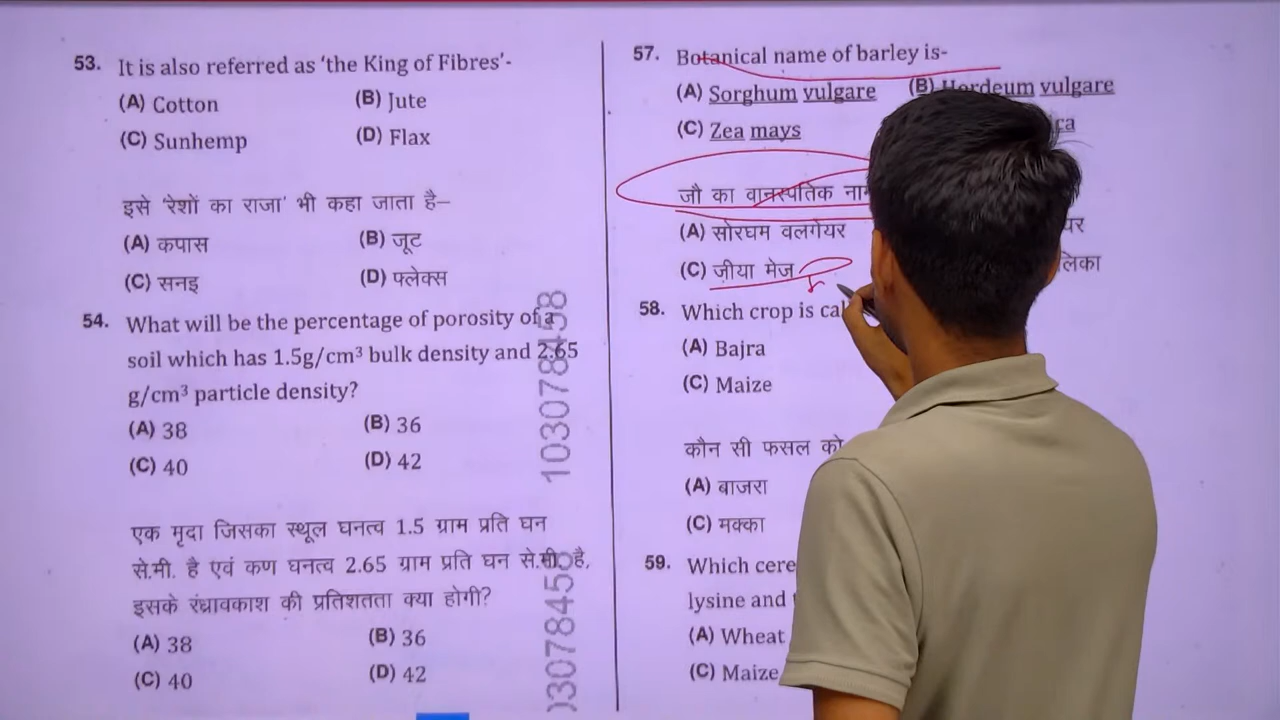 53. It is also referred as 'the King of Fibres'-
(A) Cotton (B) Jute
(C) Sunhemp (D) Flax
इसे 'रेशों का राजा' भी कहा जाता है–
(A) कपास (B) जूट
(C) सनइ (D) फ्लेक्स
54. What will be the percentage of porosity of a
soil which has 1.5g/cm³ bulk density and 2.65
g/cm³ particle density?
(A) 38 (B) 36
(C) 40 (D) 42
एक मृदा जिसका स्थूल घनत्व 1.5 ग्राम प्रति घन
से.मी. है एवं कण घनत्व 2.65 ग्राम प्रति घन से.मी. है,
इसके रंध्रावकाश की प्रतिशतता क्या होगी?
(A) 38 (B) 36
(C) 40 (D) 42
103078458
)3078458
57. Botanical name of barley is-
(A) Sorghum vulgare (B) Hordeum vulgare
(C) Zea mays
जौ का वानस्पतिक
(A) सोरघम वलगेयर
(C) ज़ीया मेज
58. Which crop is
(A) Bajra
(C) Maize
कौन सी फसल को
(A) बाजरा
(C) मक्का
59. Which
lysine and
(A) Wheat
(C) Maize